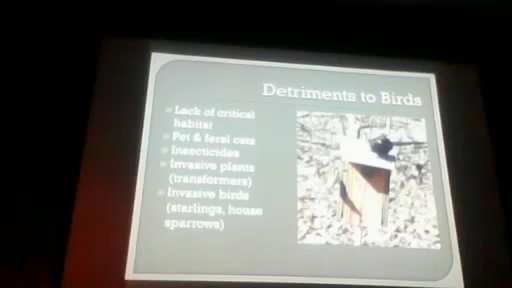 Detriments to Birds
Lack of critical
habitat
Pet & feral cats
Insecticides
Invasive plants
(transformers)
Invasive birds
(starlings, house
sparrows)